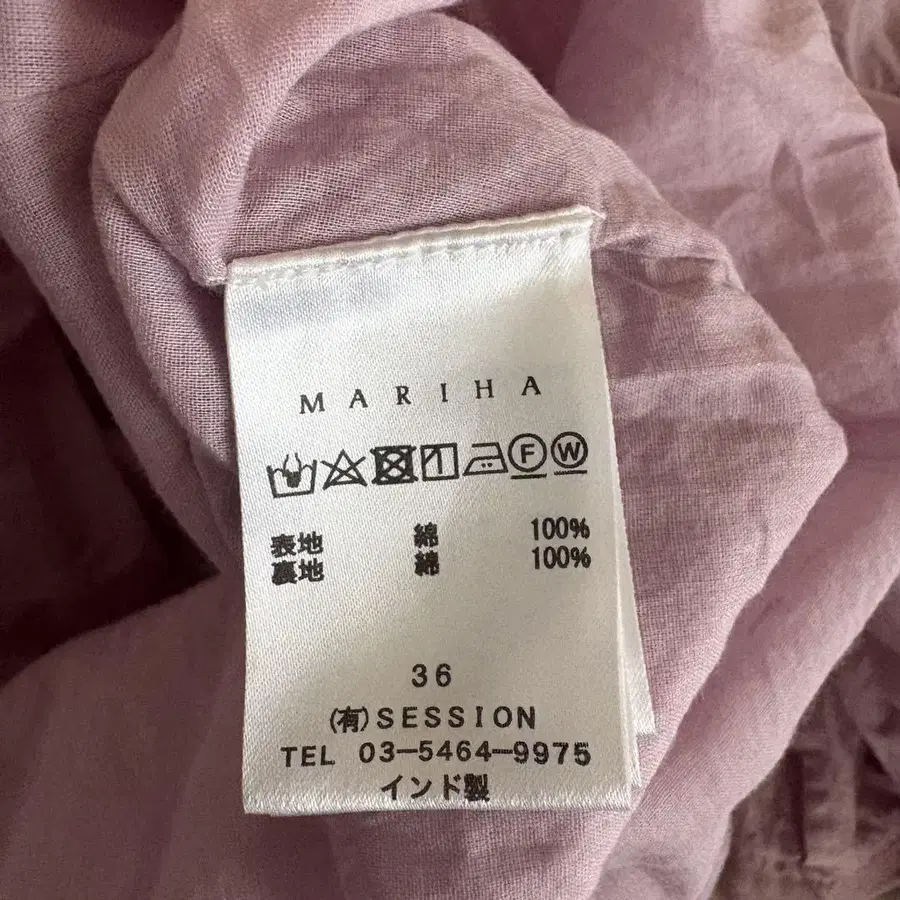 MARIHA
F W
表地 綿 100%
裏地 綿 100%
36
(有)SESSION
TEL 03-5464-9975
インド製